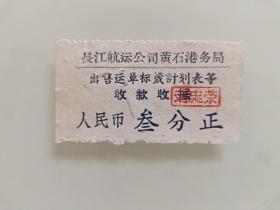 長江航运公司黄石港务局
出售运单标籤計划表等
收款收据
人民币 叁分正